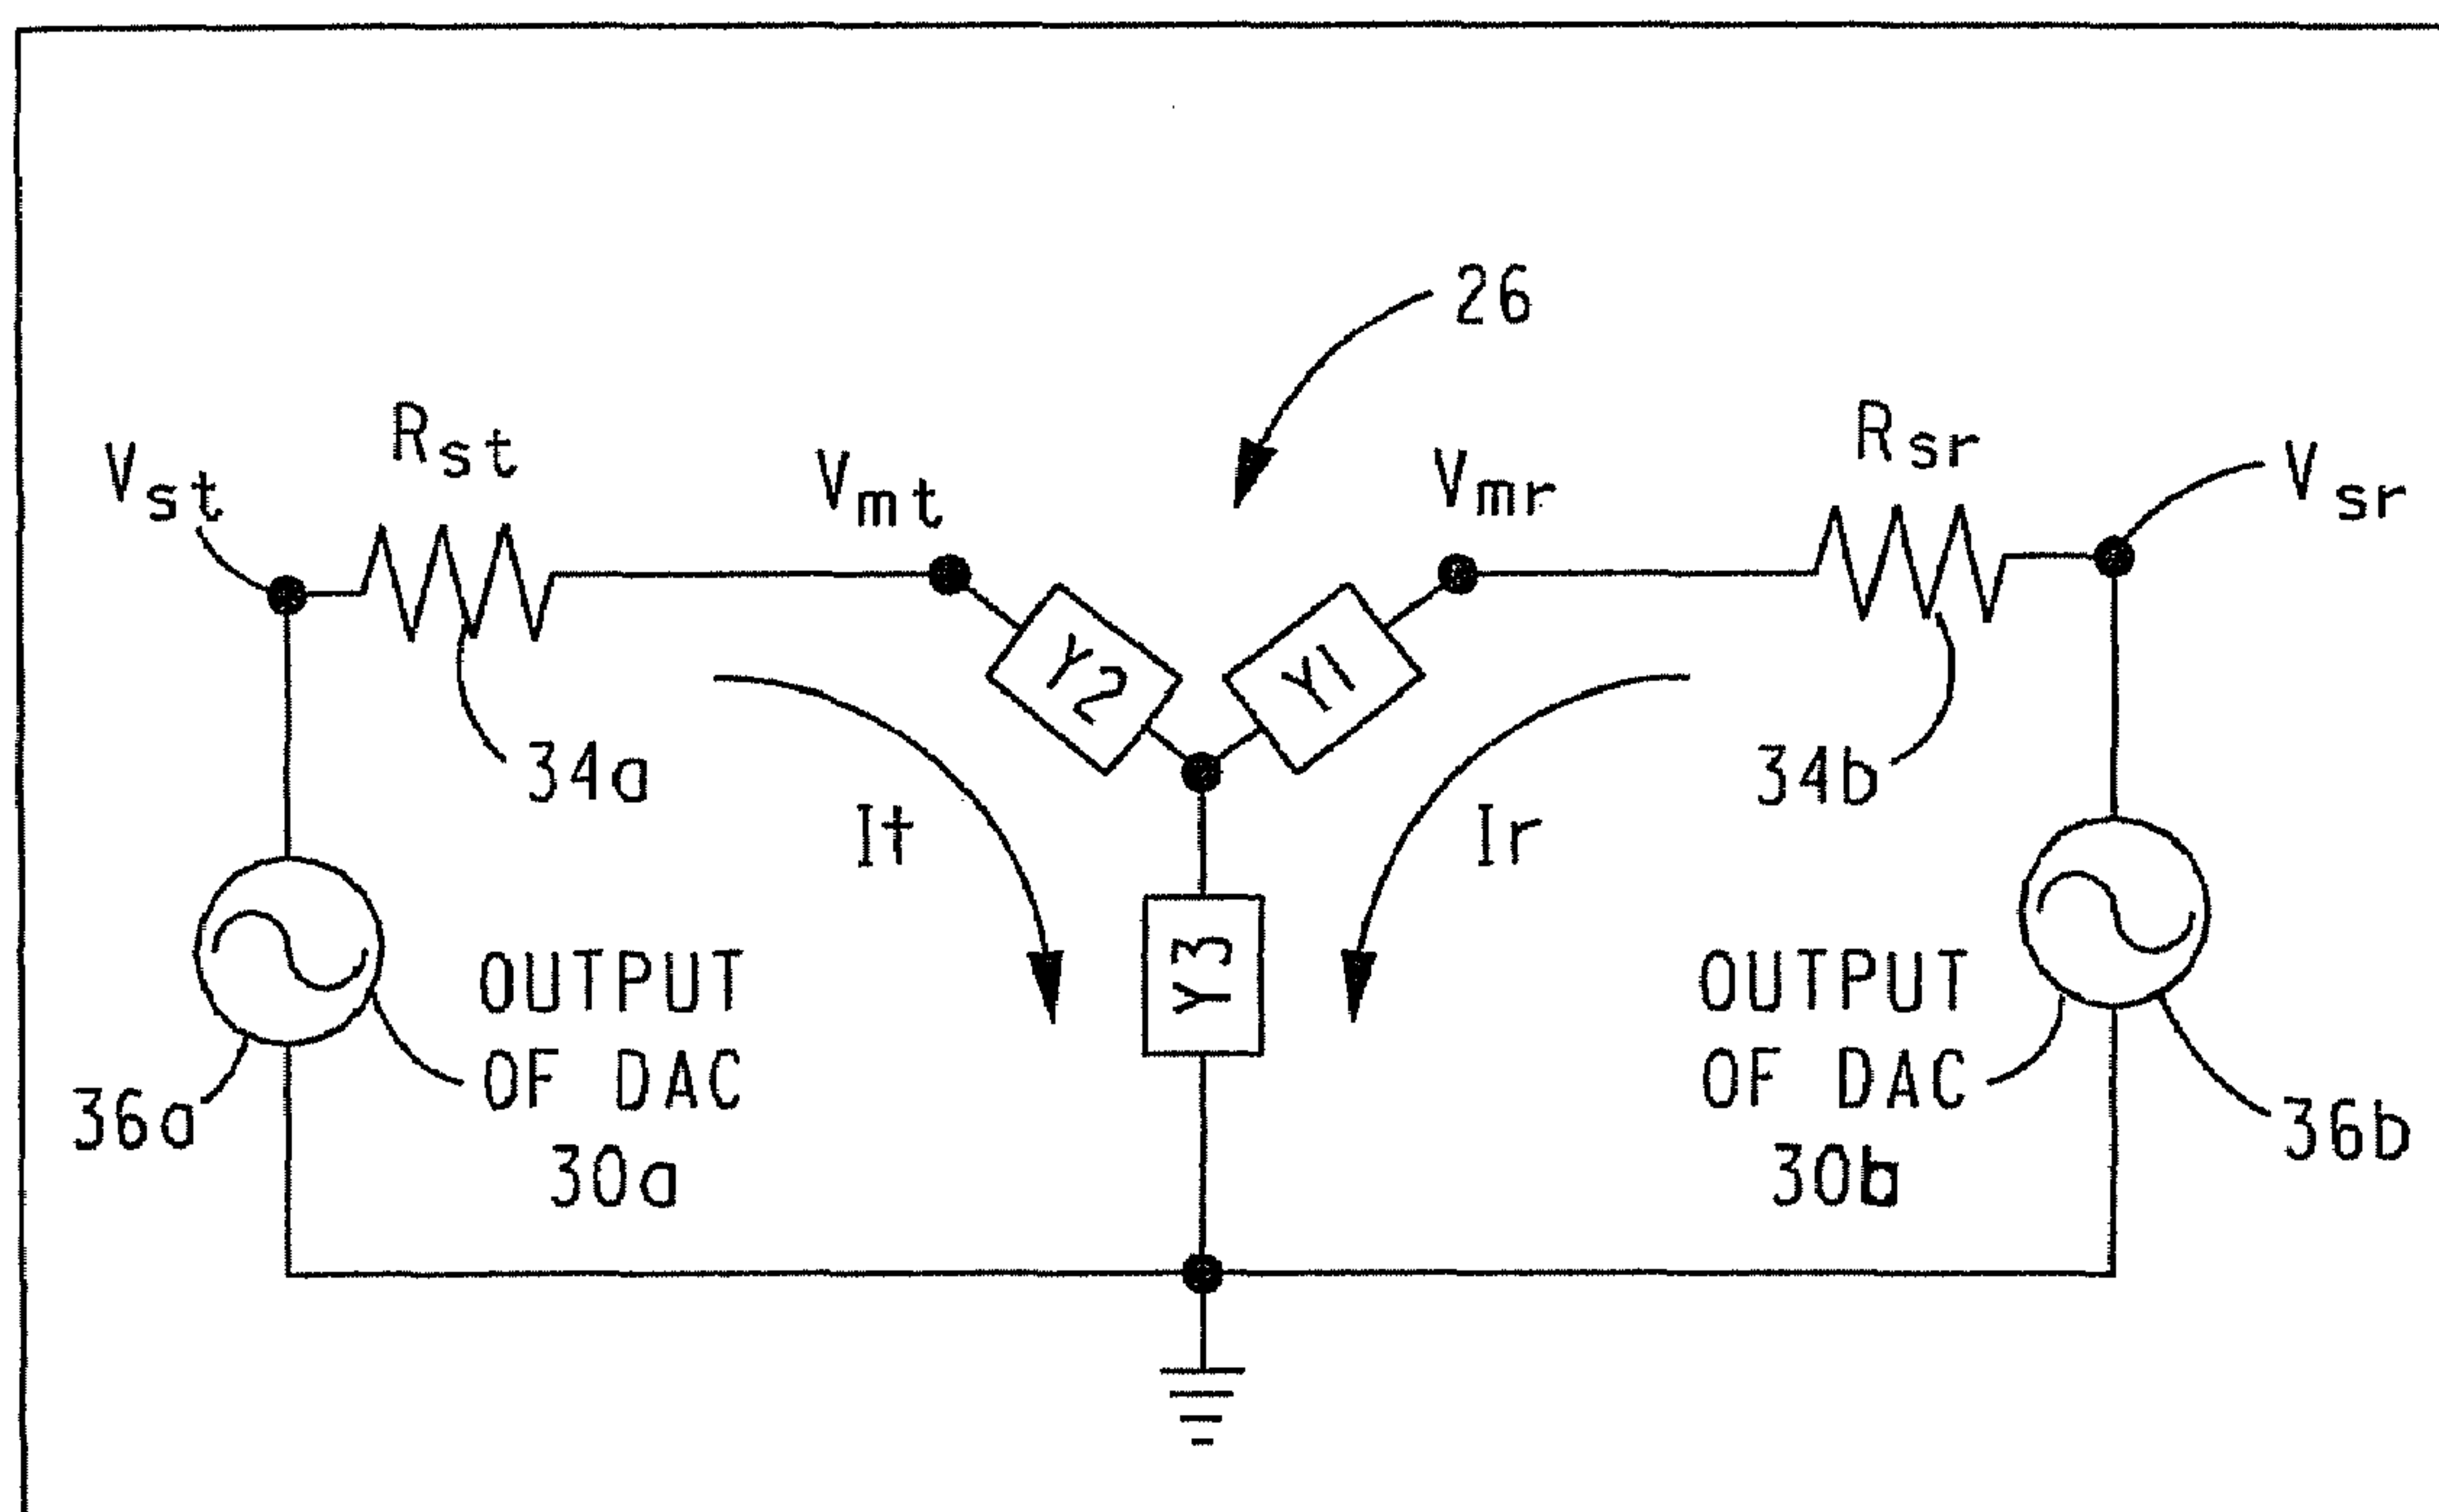 26
Vst
Rst
Vmt
Vmr
Rsr
Vsr
Y2
Y1
34a
34b
It
Ir
Y3
OUTPUT
OF DAC
30a
OUTPUT
OF DAC
30b
36a
36b